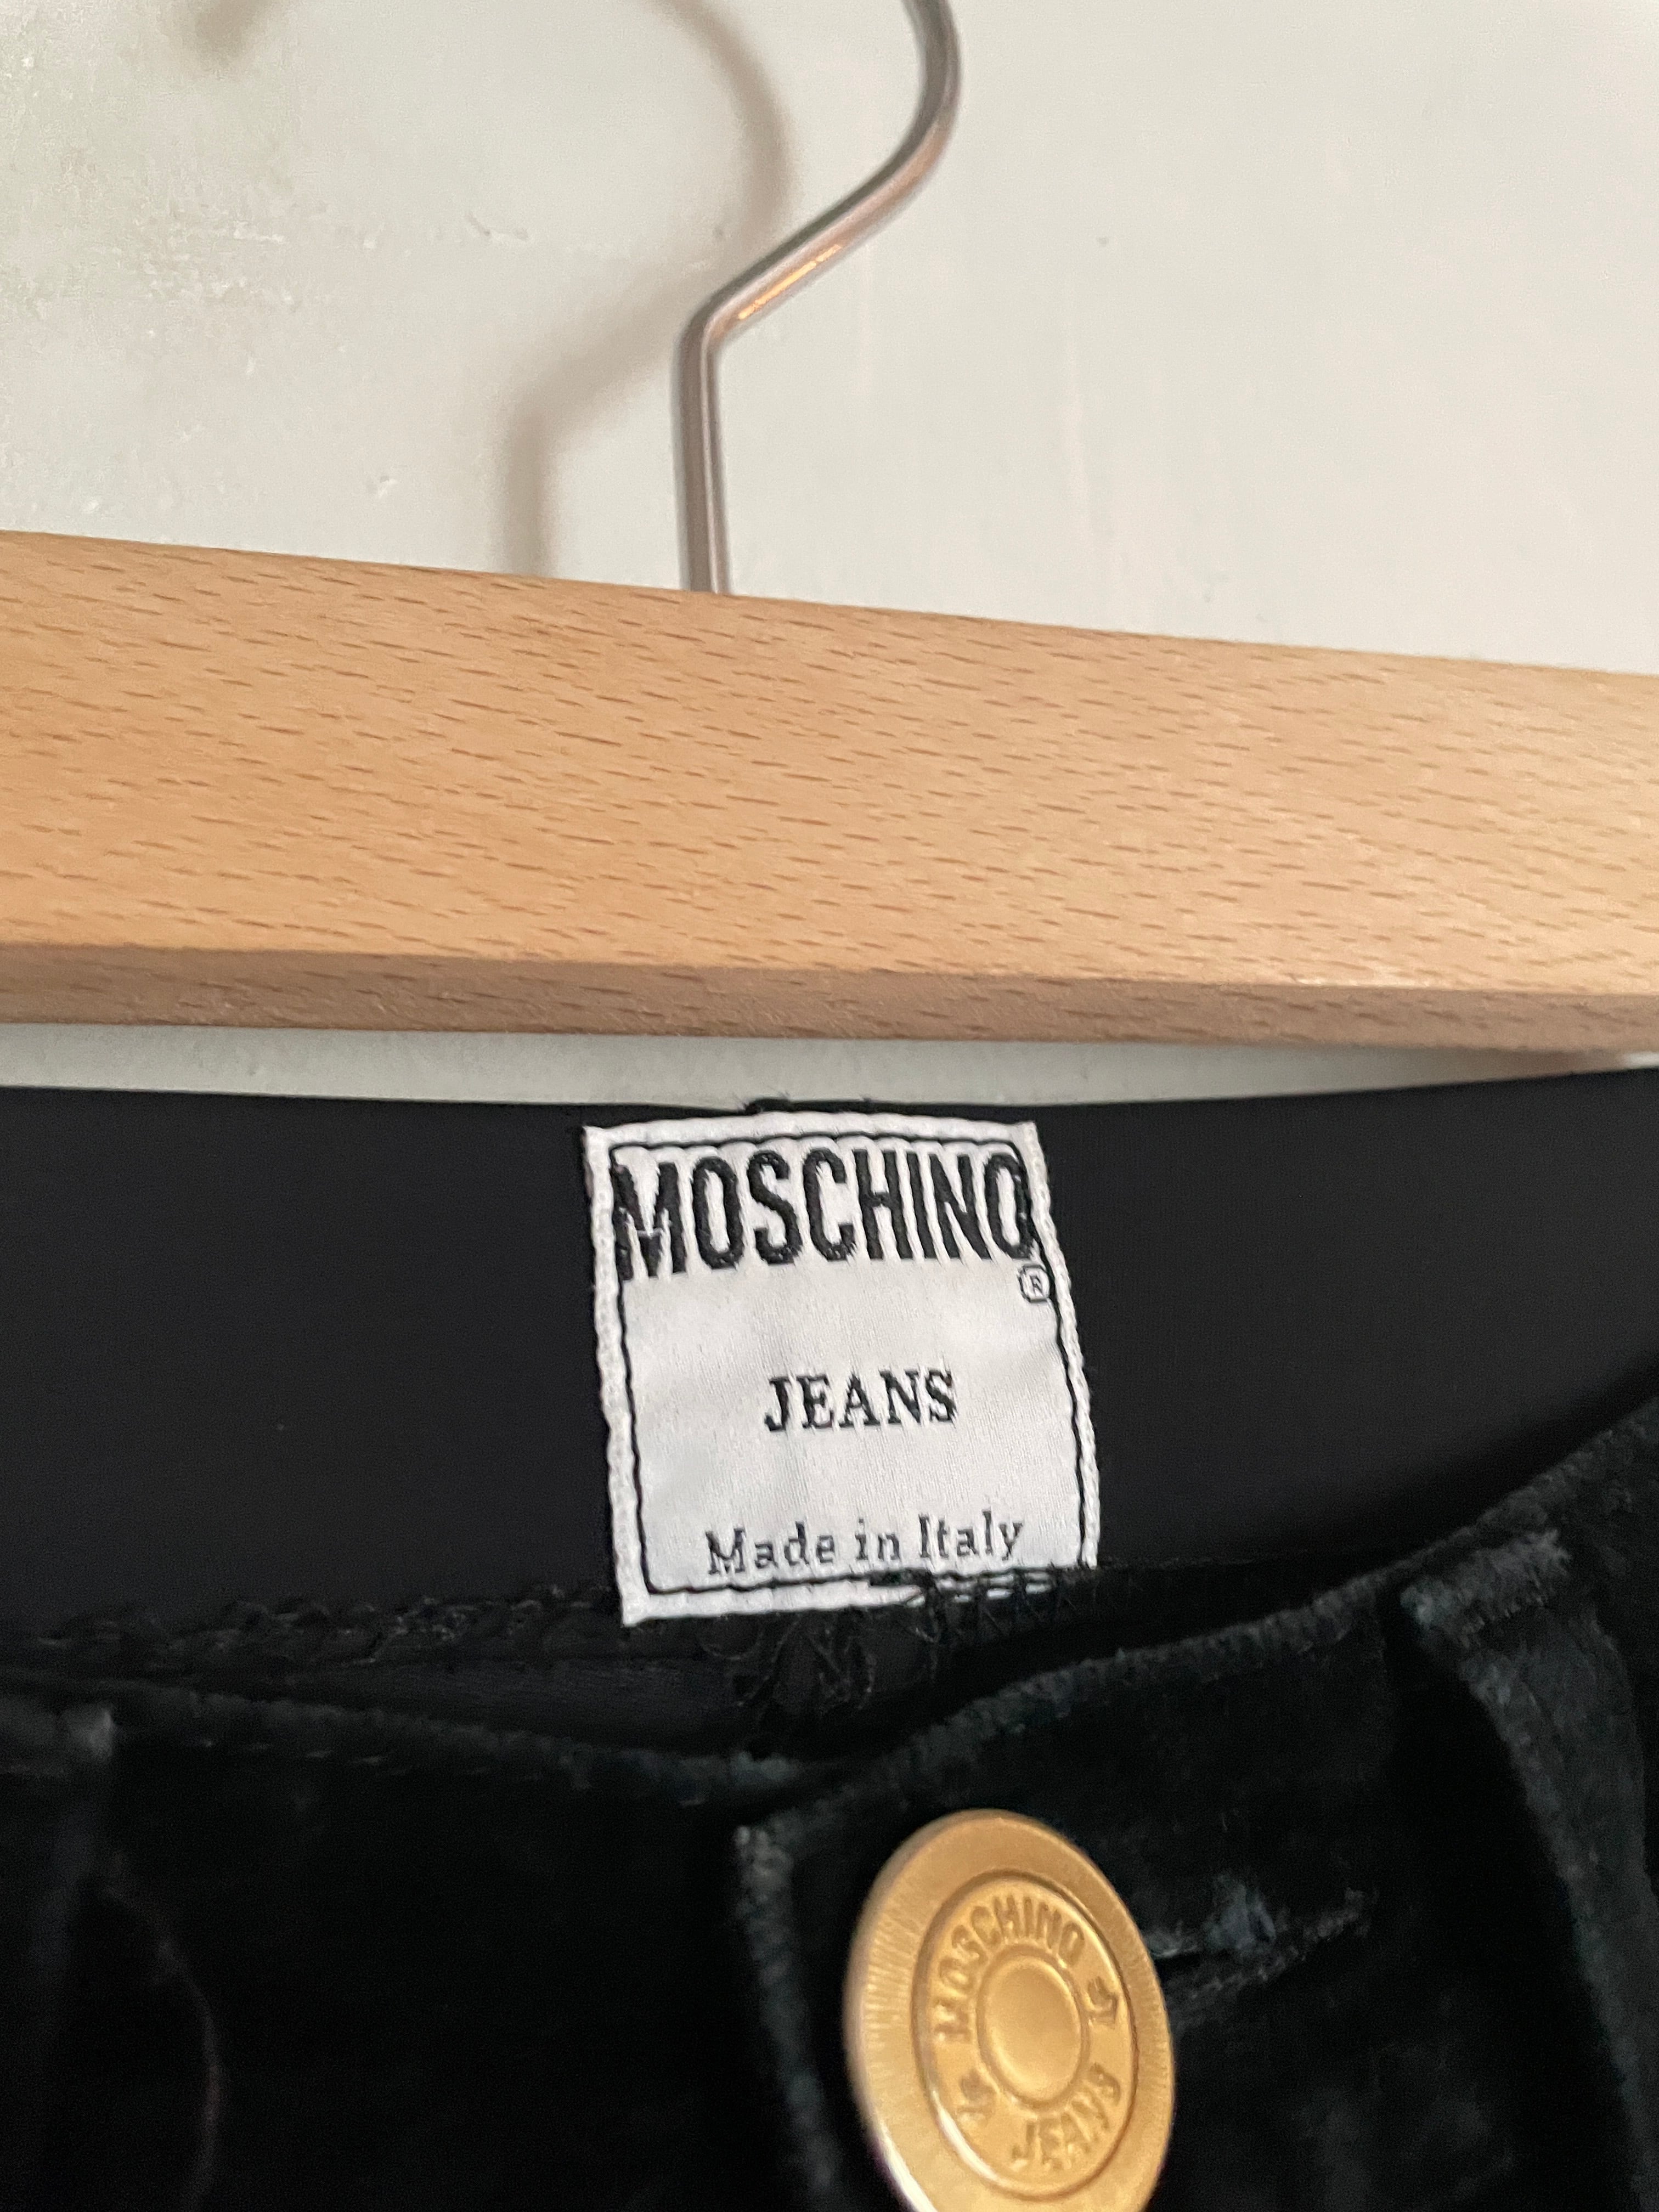 MOSCHINO
®
JEANS
Made in Italy
MOSCHINO
JEANS